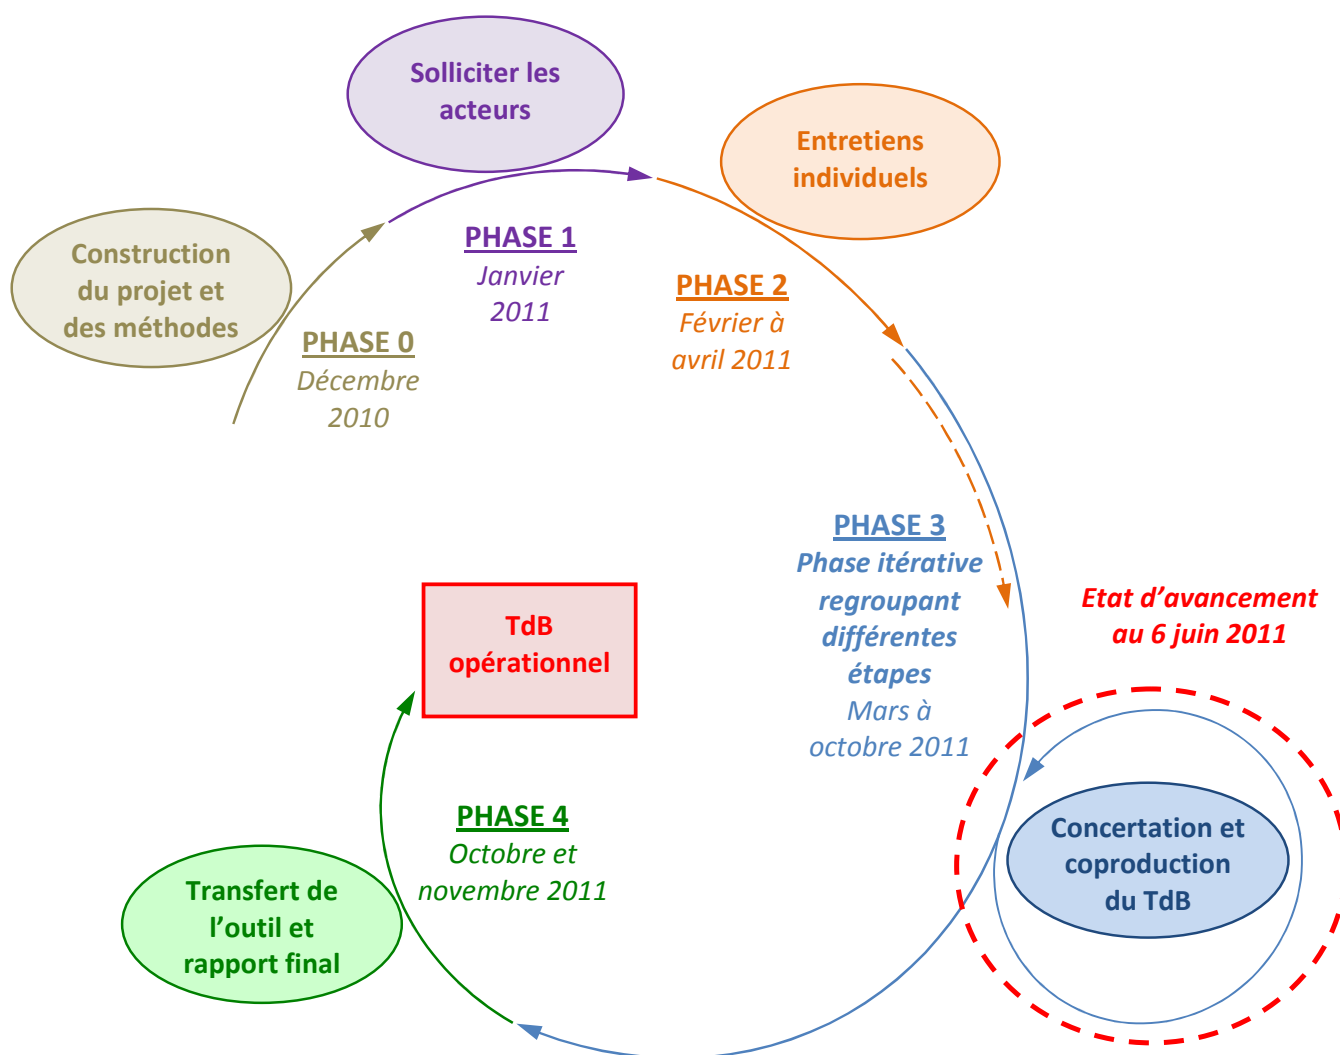 Solliciter les
acteurs
Entretiens
individuels
Construction
du projet et
des méthodes
PHASE 0
Décembre
2010
PHASE 1
Janvier
2011
PHASE 2
Février à
avril 2011
PHASE 3
Phase itérative
regroupant
différentes
étapes
Mars à
octobre 2011
Etat d’avancement
au 6 juin 2011
Concertation et
coproduction
du TdB
PHASE 4
Octobre et
novembre 2011
Transfert de
l’outil et
rapport final
TdB
opérationnel